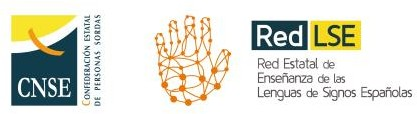 CNSE
CONFEDERACIÓN ESTATAL
DE PERSONAS SORDAS
Red LSE
Red Estatal de
Enseñanza de las
Lenguas de Signos Españolas